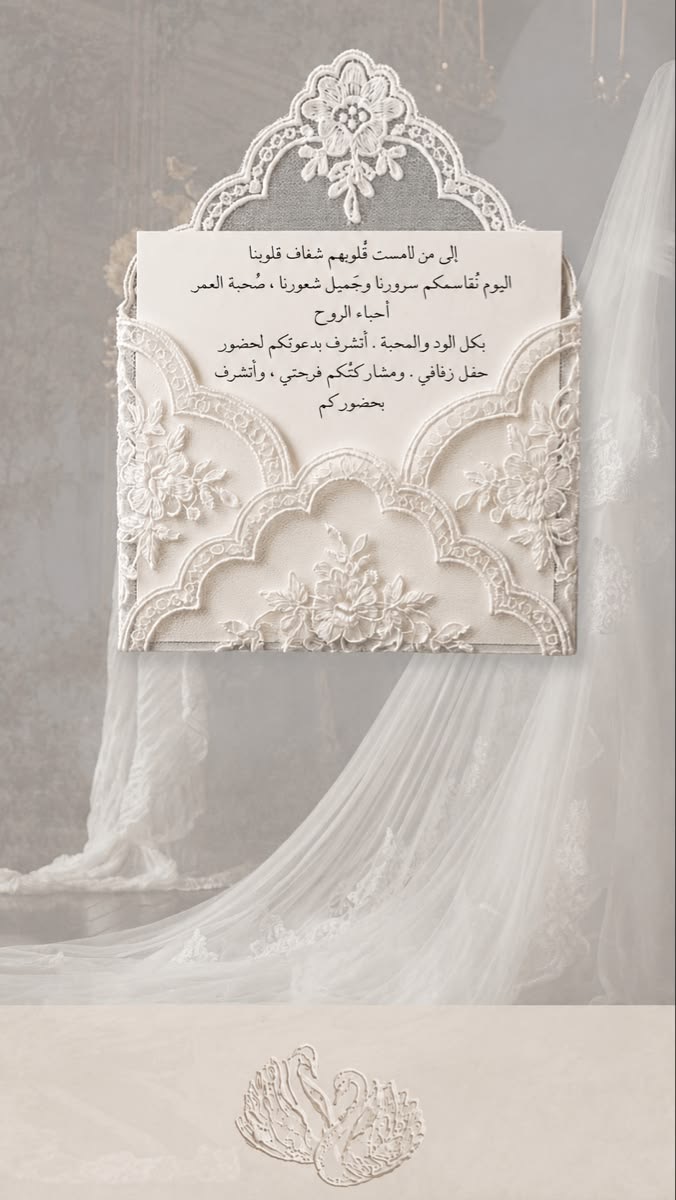 إلى من لامست قُلوبهم شغاف قلوبنا
اليوم نُقاسمكم سرورنا وجَميل شعورنا ، صُحبة العمر
أحباء الروح
بكل الود والمحبة . أتشرف بدعوتكم لحضور
حفل زفافي . ومشاركتُكم فرحتي ، وأتشرف
بحضوركم